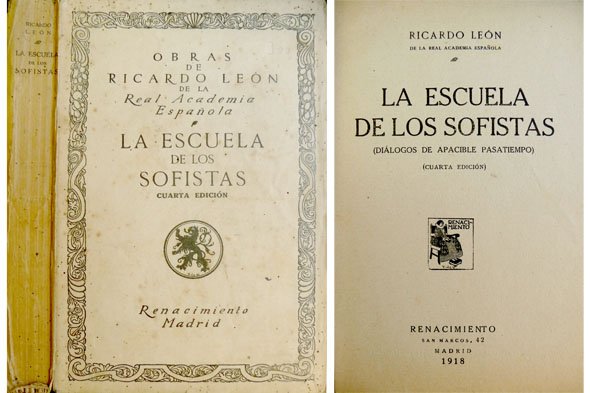 RICARDO
LEÓN
LA ESCUELA
DE LOS
SOFISTAS
OBRAS
DE
RICARDO LEÓN
DE LA
Real Academia
Española
LA ESCUELA
DE LOS
SOFISTAS
CUARTA EDICIÓN
Renacimiento
Madrid
RICARDO LEÓN
DE LA REAL ACADEMIA ESPAÑOLA
LA ESCUELA
DE LOS SOFISTAS
(DIÁLOGOS DE APACIBLE PASATIEMPO)
(CUARTA EDICIÓN)
RENACI-
MIENTO
RENACIMIENTO
SAN MARCOS, 42
MADRID
1918